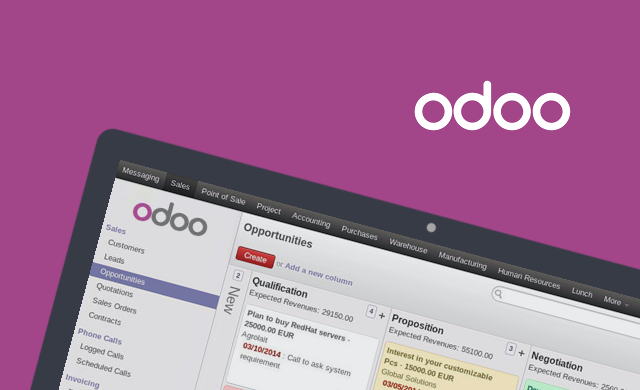 odoo
Messaging Sales Point of Sale Project Accounting Purchases Warehouse Manufacturing Human Resources Lunch More
odoo
Sales
Customers
Leads
Opportunities
Quotations
Sales Orders
Contracts
Phone Calls
Logged Calls
Scheduled Calls
Invoicing
Opportunities
Create or Add a new column
2
New
Qualification
4 +
Expected Revenues: 29150.00
Plan to buy RedHat servers -
25000.00 EUR
Agrolait
03/10/2014 : Call to ask system
requirement
Proposition
3 +
Expected Revenues: 55100.00
Interest in your customizable
Pcs - 15000.00 EUR
Global Solutions
Negotiation